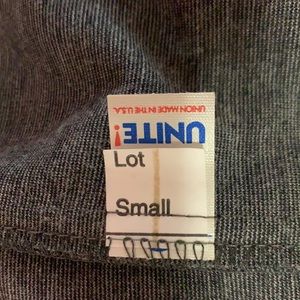 UNION MADE IN THE U.S.A.
UNITE!
Lot
Small